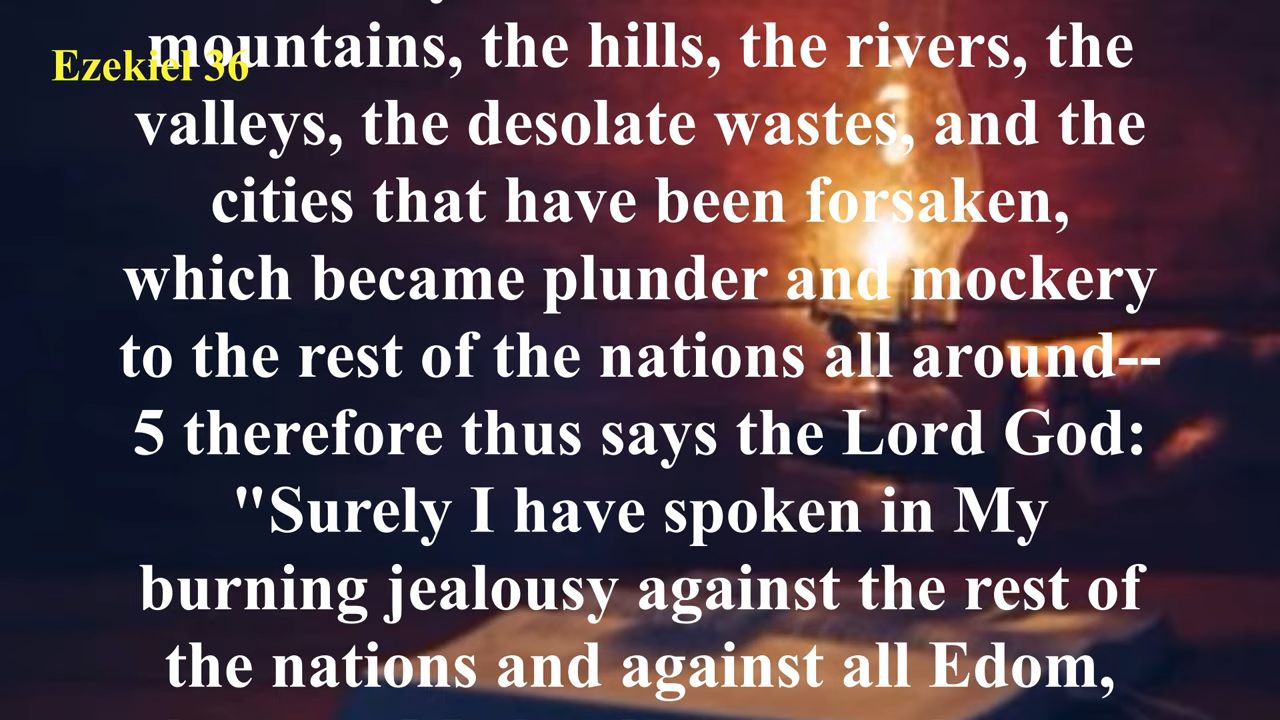 Ezekiel 36
mountains, the hills, the rivers, the
valleys, the desolate wastes, and the
cities that have been forsaken,
which became plunder and mockery
to the rest of the nations all around--
5 therefore thus says the Lord God:
"Surely I have spoken in My
burning jealousy against the rest of
the nations and against all Edom,